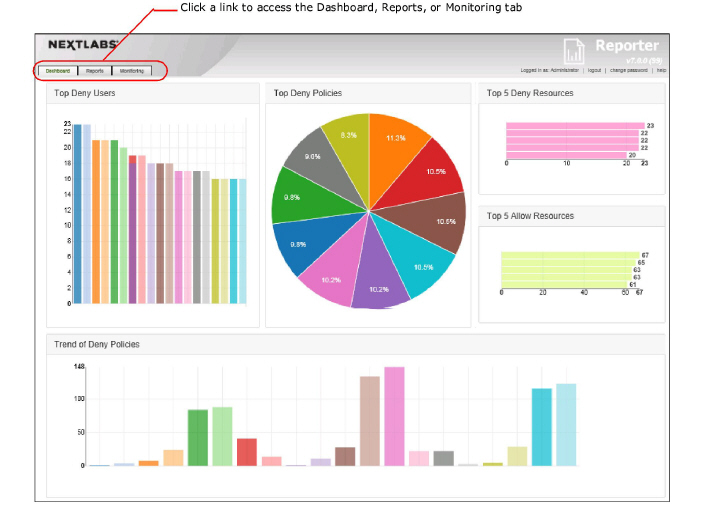 Click a link to access the Dashboard, Reports, or Monitoring tab
NEXTLABS
Reporter
v7.0.0 (59)
Dashboard Reports Monitoring
Logged in as: Administrator | logout | change password | help
Top Deny Users
23
22
20
18
16
14
12
10
8
6
4
2
0
Top Deny Policies
11.3%
10.5%
10.5%
10.5%
10.2%
10.2%
9.8%
9.8%
9.0%
8.3%
Top 5 Deny Resources
23
22
22
22
20
0 10 20 23
Top 5 Allow Resources
67
65
63
63
61
0 20 40 60 67
Trend of Deny Policies
148
100
50
0